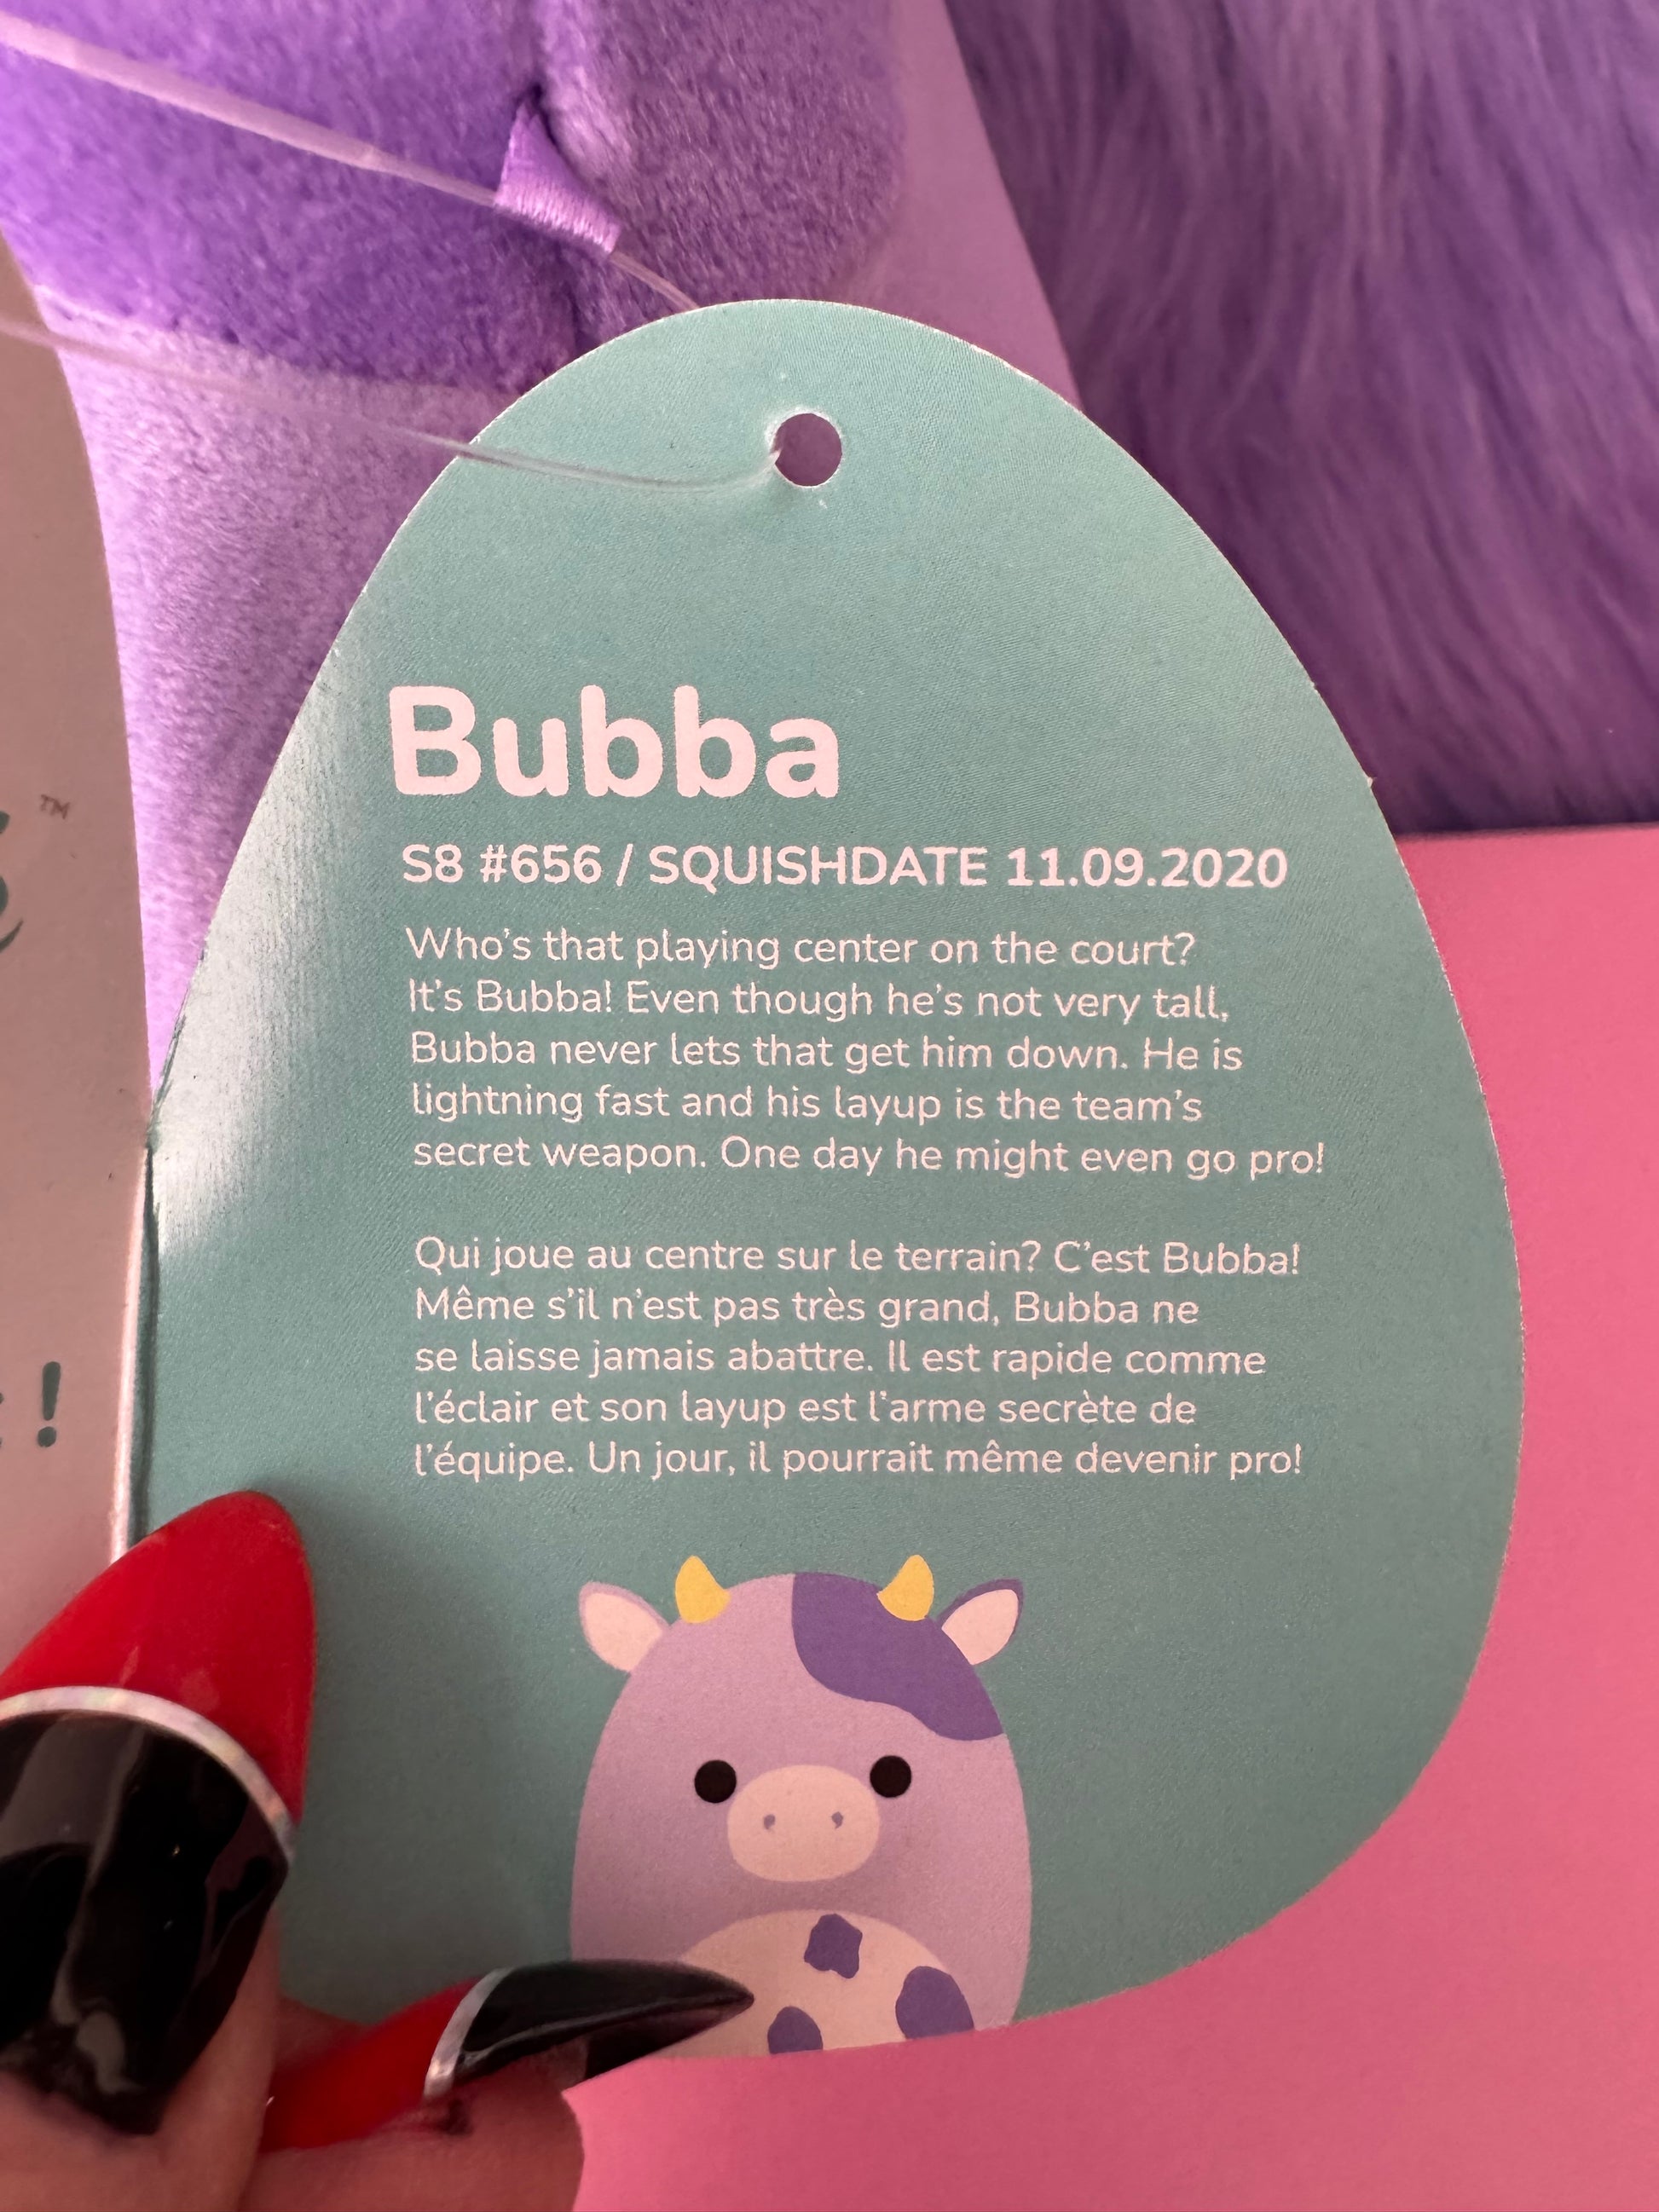 TM
!
Bubba
S8 #656 / SQUISHDATE 11.09.2020
Who's that playing center on the court?
It's Bubba! Even though he's not very tall,
Bubba never lets that get him down. He is
lightning fast and his layup is the team's
secret weapon. One day he might even go pro!
Qui joue au centre sur le terrain? C'est Bubba!
Même s'il n'est pas très grand, Bubba ne
se laisse jamais abattre. Il est rapide comme
l'éclair et son layup est l'arme secrète de
l'équipe. Un jour, il pourrait même devenir pro!